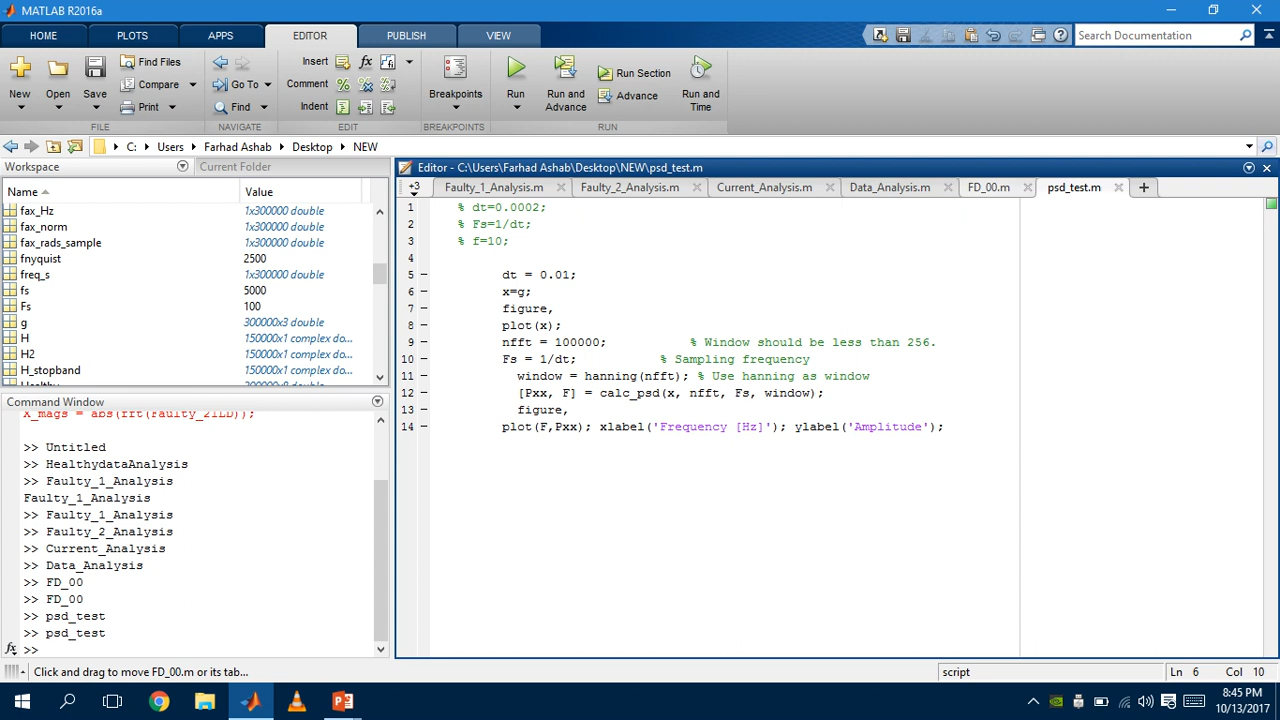 MATLAB R2016a
HOME PLOTS APPS EDITOR PUBLISH VIEW Search Documentation
New Open Save Find Files Compare Print Go To Find Insert Comment Indent Breakpoints Run Run and Advance Run Section Advance Run and Time
FILE NAVIGATE EDIT BREAKPOINTS RUN
C: Users Farhad Ashab Desktop NEW
Workspace Current Folder
Name Value
fax_Hz 1x300000 double
fax_norm 1x300000 double
fax_rads_sample 1x300000 double
fnyquist 2500
freq_s 1x300000 double
fs 5000
Fs 100
g 300000x3 double
H 150000x1 complex do...
H2 150000x1 complex do...
H_stopband 150000x1 complex do...
Command Window
X_mags = abs(fft(Faulty_21LD));
>> Untitled
>> HealthydataAnalysis
>> Faulty_1_Analysis
Faulty_1_Analysis
>> Faulty_1_Analysis
>> Faulty_2_Analysis
>> Current_Analysis
>> Data_Analysis
>> FD_00
>> FD_00
>> psd_test
>> psd_test
fx >>
Editor - C:\Users\Farhad Ashab\Desktop\NEW\psd_test.m
+3 Faulty_1_Analysis.m Faulty_2_Analysis.m Current_Analysis.m Data_Analysis.m FD_00.m psd_test.m
1 % dt=0.0002;
2 % Fs=1/dt;
3 % f=10;
4
5 – dt = 0.01;
6 – x=g;
7 – figure,
8 – plot(x);
9 – nfft = 100000; % Window should be less than 256.
10 – Fs = 1/dt; % Sampling frequency
11 – window = hanning(nfft); % Use hanning as window
12 – [Pxx, F] = calc_psd(x, nfft, Fs, window);
13 – figure,
14 – plot(F,Pxx); xlabel('Frequency [Hz]'); ylabel('Amplitude');
Click and drag to move FD_00.m or its tab... script Ln 6 Col 10
8:45 PM
10/13/2017